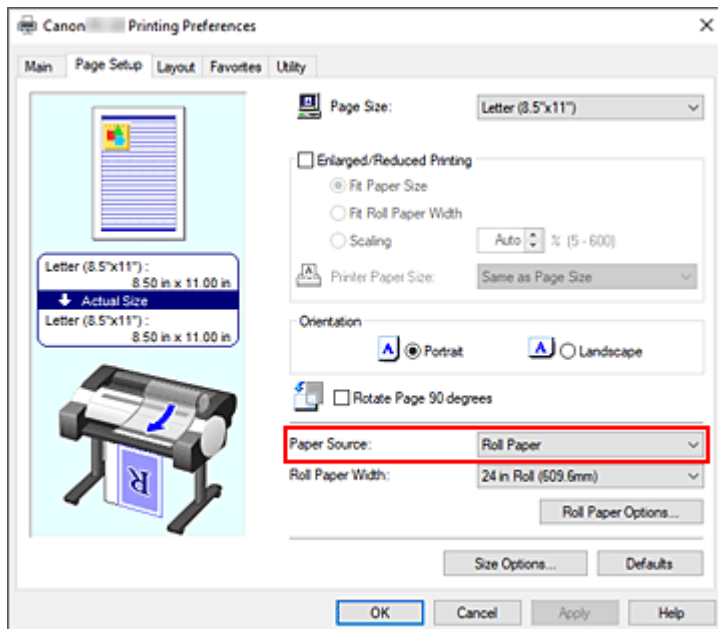 Canon Printing Preferences
Main Page Setup Layout Favorites Utility
Page Size: Letter (8.5"x11")
Enlarged/Reduced Printing
Fit Paper Size
Fit Roll Paper Width
Scaling Auto % (5 - 600)
Printer Paper Size: Same as Page Size
Letter (8.5"x11") :
8.50 in x 11.00 in
Actual Size
Letter (8.5"x11") :
8.50 in x 11.00 in
Orientation
A Portrait A Landscape
Rotate Page 90 degrees
Paper Source: Roll Paper
Roll Paper Width: 24 in Roll (609.6mm)
R
Roll Paper Options...
Size Options... Defaults
OK Cancel Apply Help